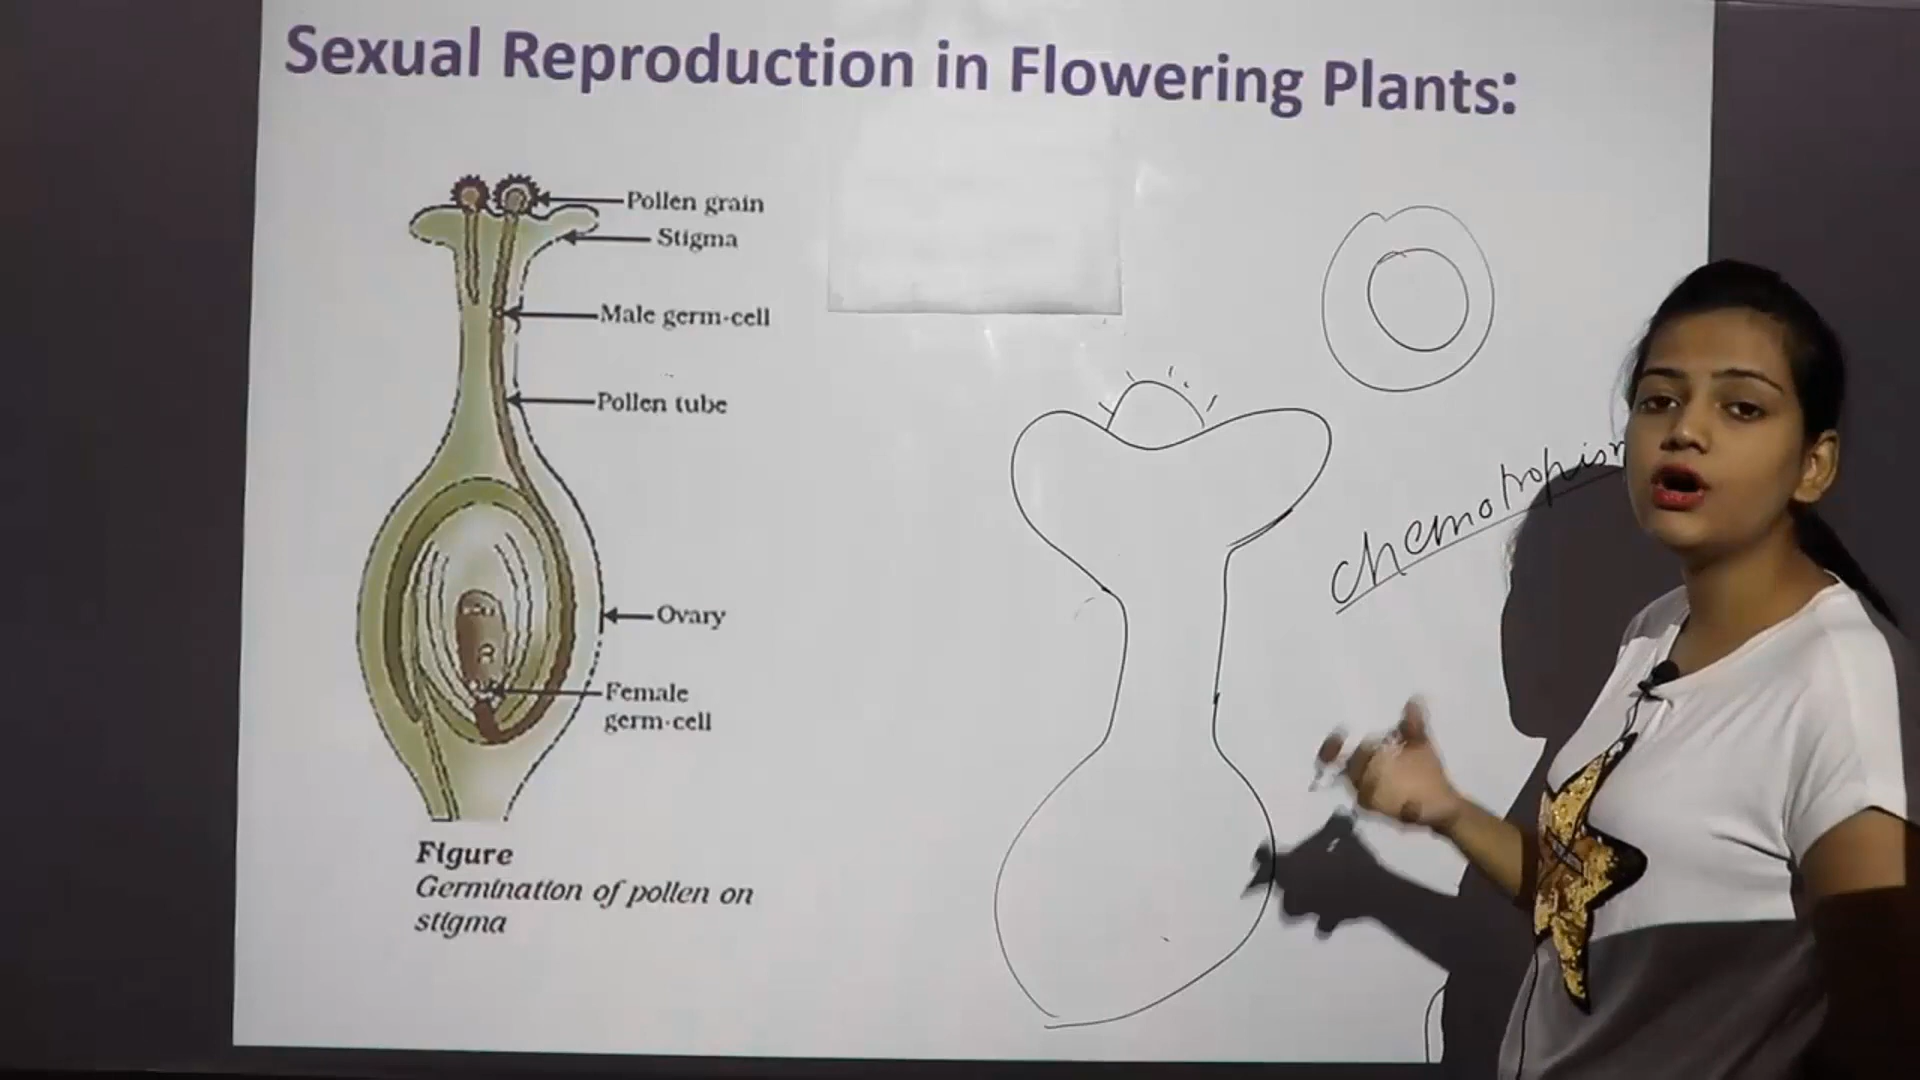 Sexual Reproduction in Flowering Plants:
Pollen grain
Stigma
Male germ-cell
Pollen tube
Ovary
Female
germ-cell
Figure
Germination of pollen on
stigma
chemotropism